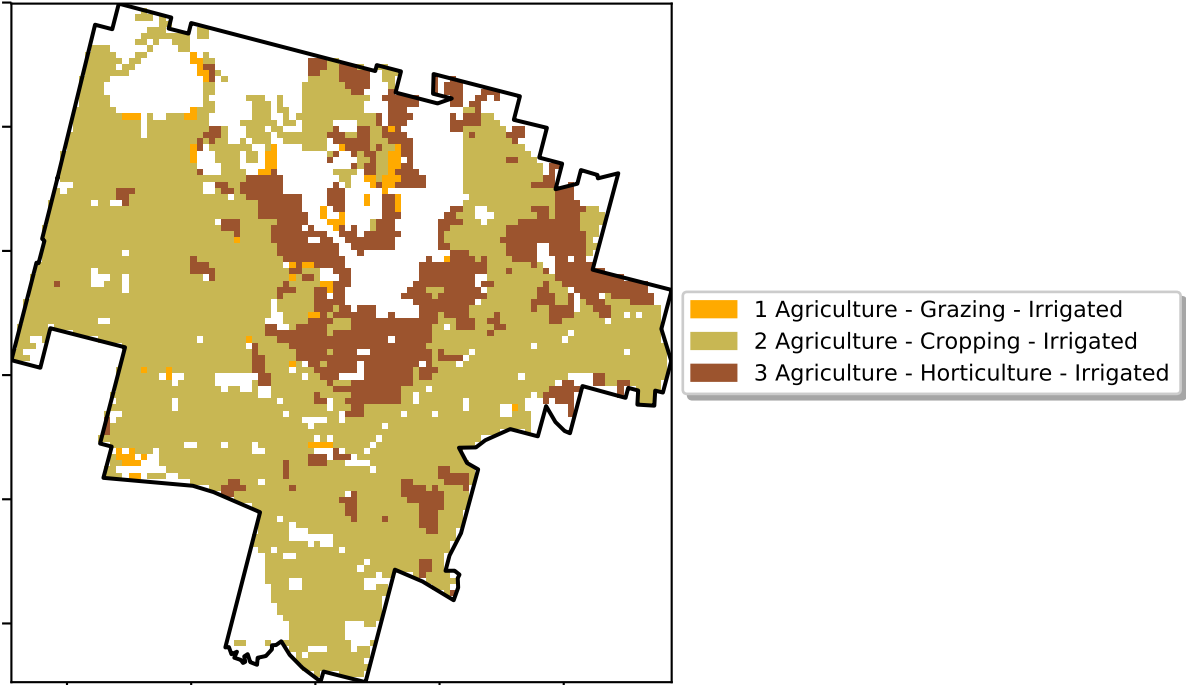 1 Agriculture - Grazing - Irrigated
2 Agriculture - Cropping - Irrigated
3 Agriculture - Horticulture - Irrigated